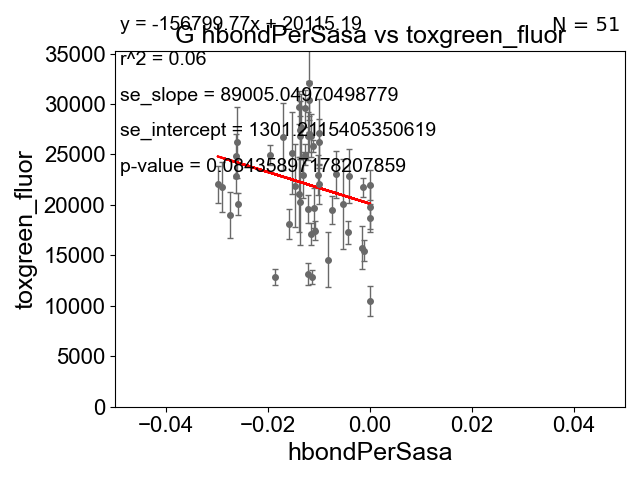 y = -156799.77x + 20115.19
N = 51
G hbondPerSasa vs toxgreen_fluor
r^2 = 0.06
se_slope = 89005.04970498779
se_intercept = 1301.2115405350619
p-value = 0.08435897178207859
toxgreen_fluor
35000
30000
25000
20000
15000
10000
5000
0
−0.04
−0.02
0.00
0.02
0.04
hbondPerSasa